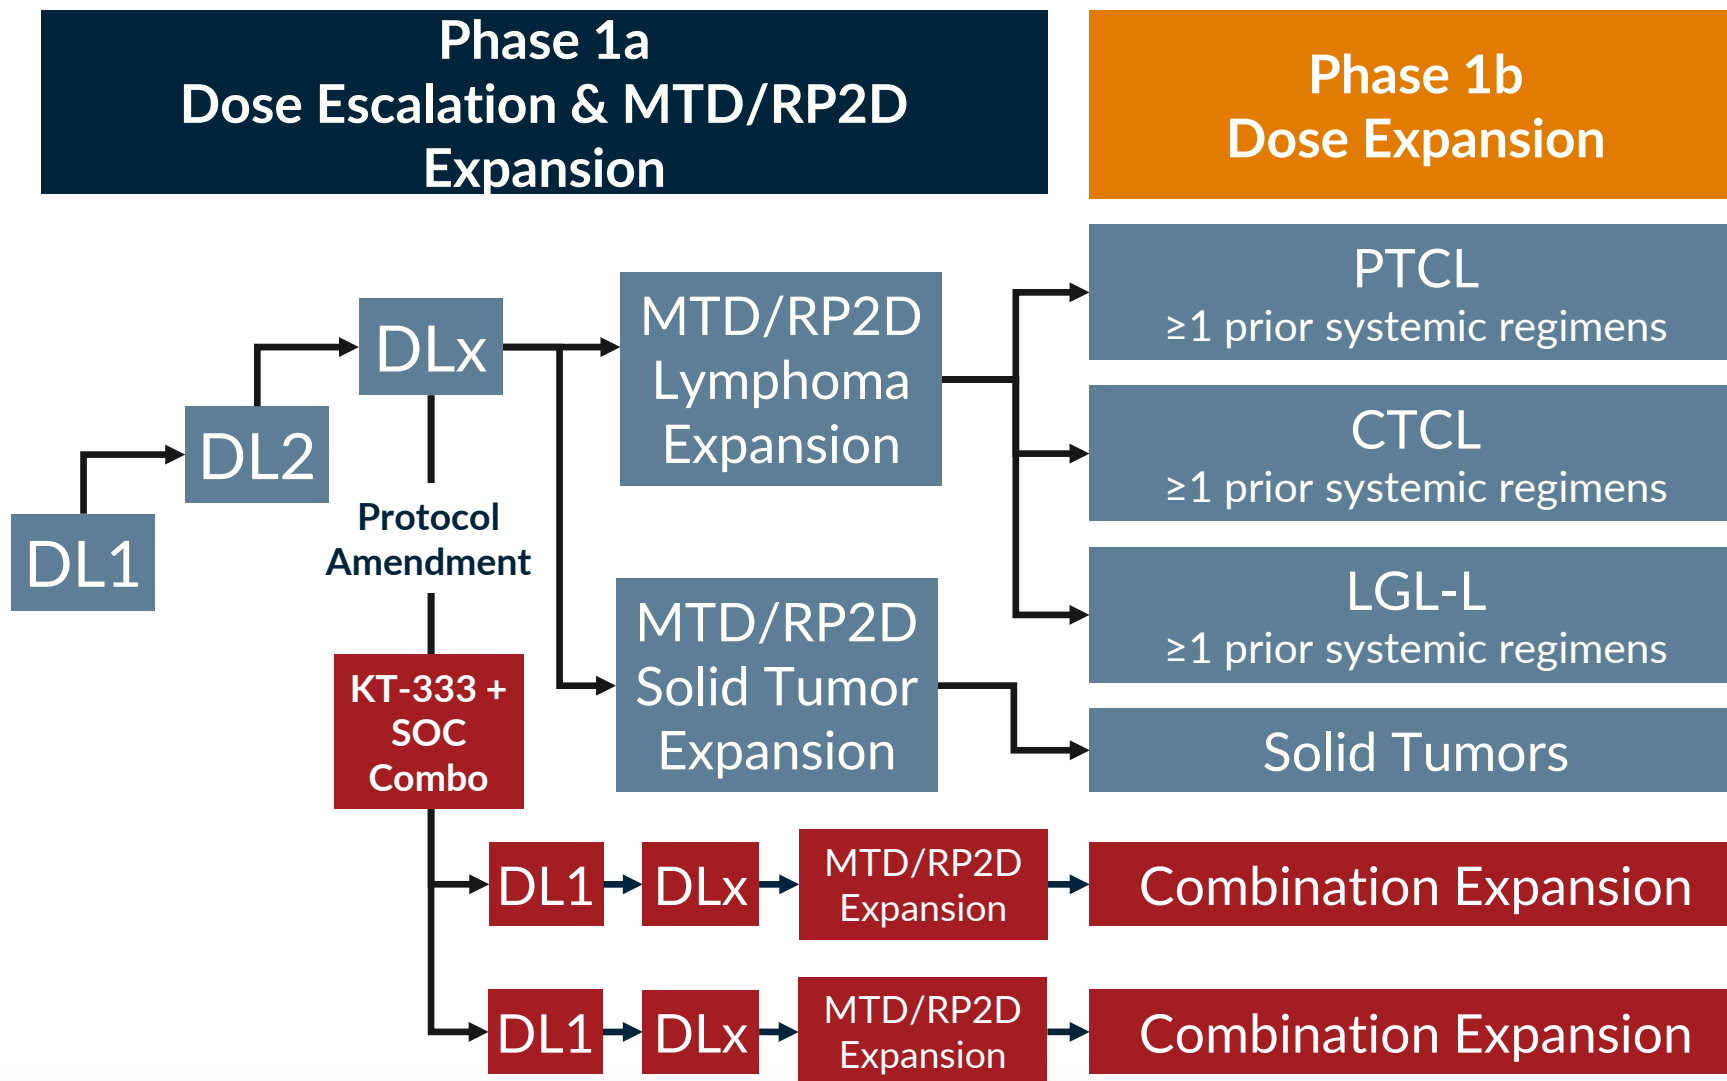 Phase 1a
Dose Escalation & MTD/RP2D
Expansion
Phase 1b
Dose Expansion
DL1
DL2
DLx
MTD/RP2D
Lymphoma
Expansion
PTCL
≥1 prior systemic regimens
CTCL
≥1 prior systemic regimens
LGL-L
≥1 prior systemic regimens
Protocol
Amendment
MTD/RP2D
Solid Tumor
Expansion
Solid Tumors
KT-333 +
SOC
Combo
DL1
DLx
MTD/RP2D
Expansion
Combination Expansion
DL1
DLx
MTD/RP2D
Expansion
Combination Expansion